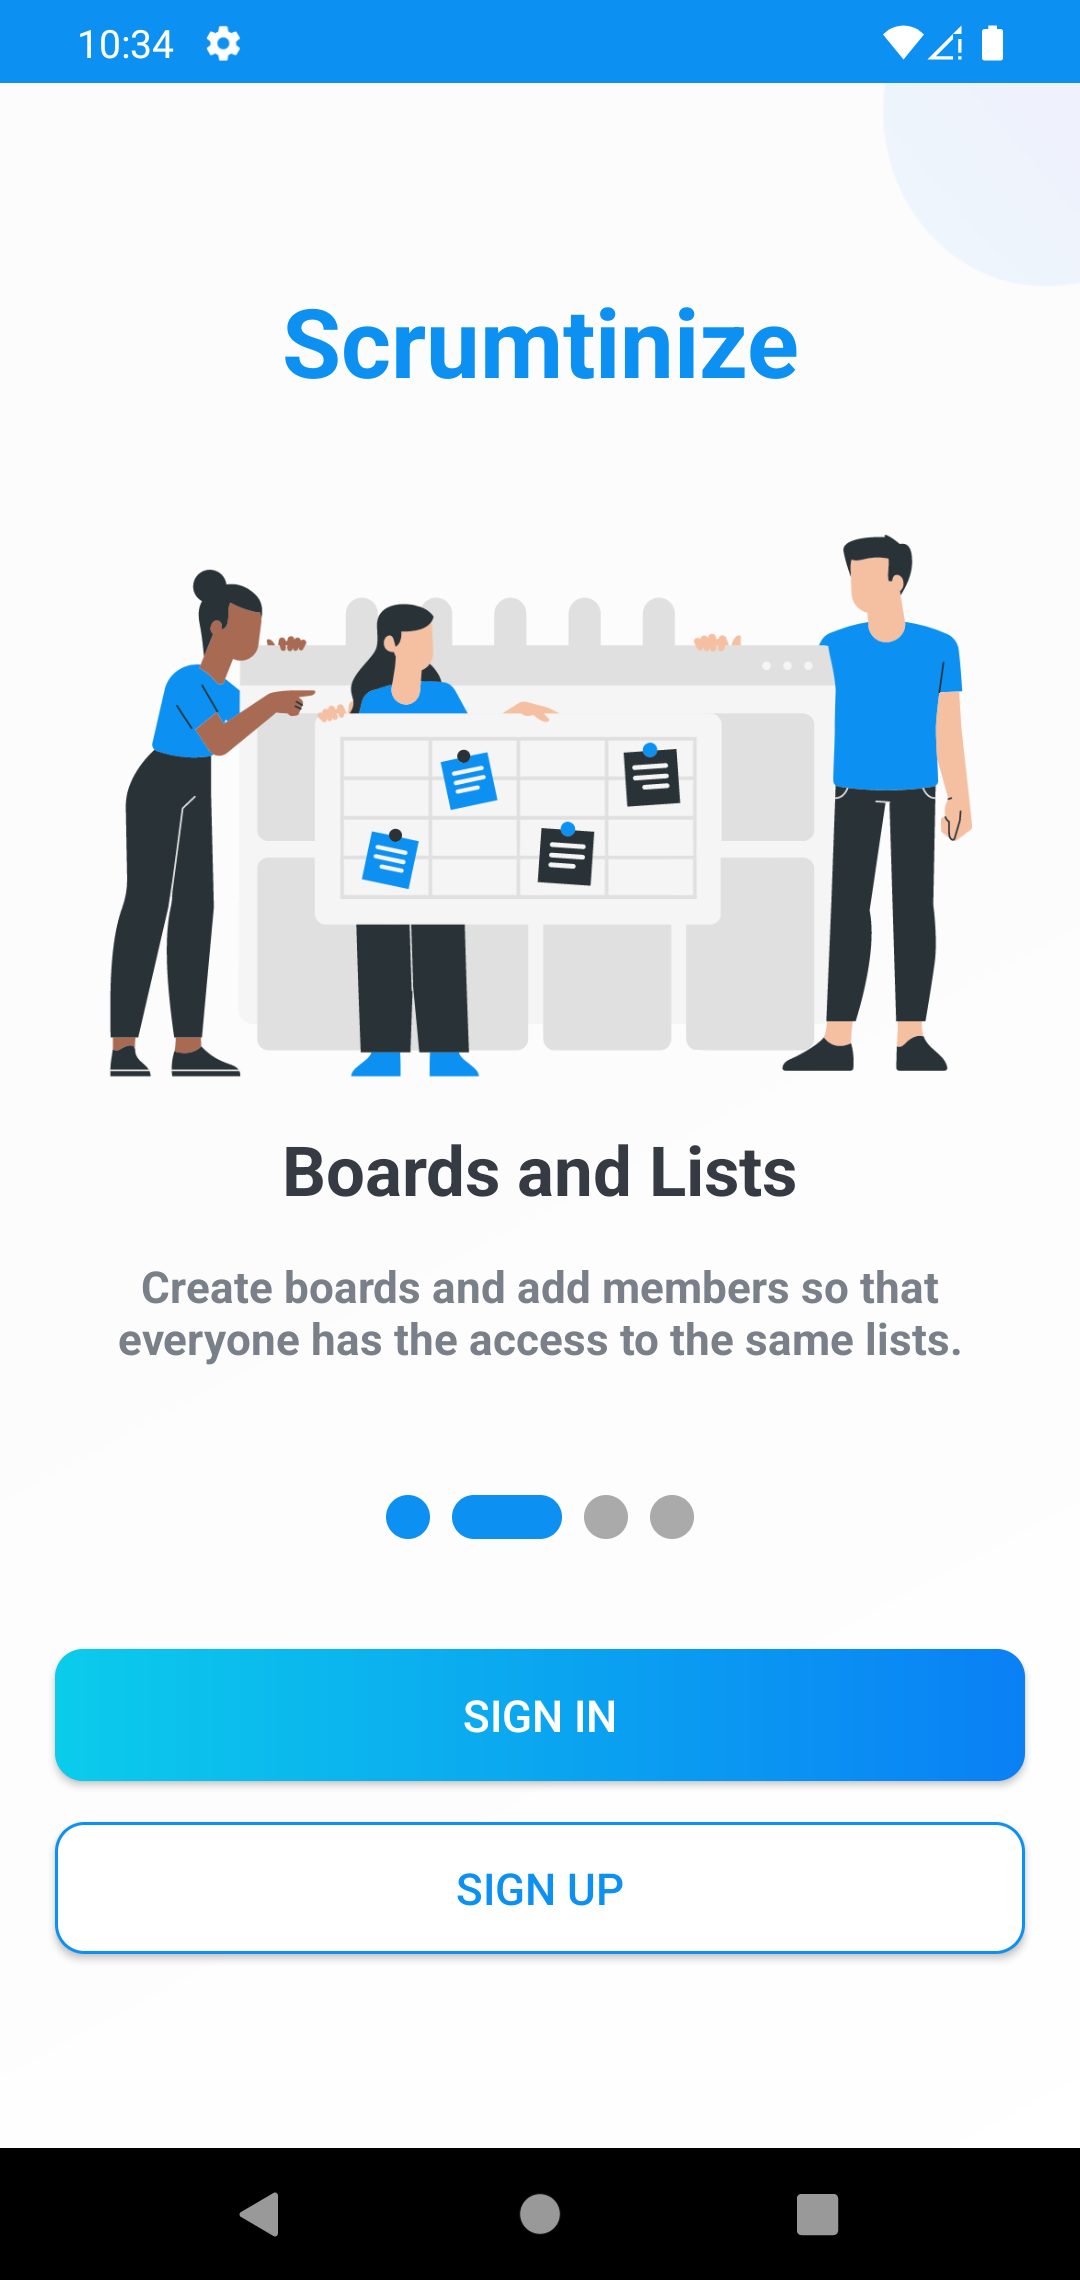 10:34
Scrumtinize
Boards and Lists
Create boards and add members so that
everyone has the access to the same lists.
SIGN IN
SIGN UP